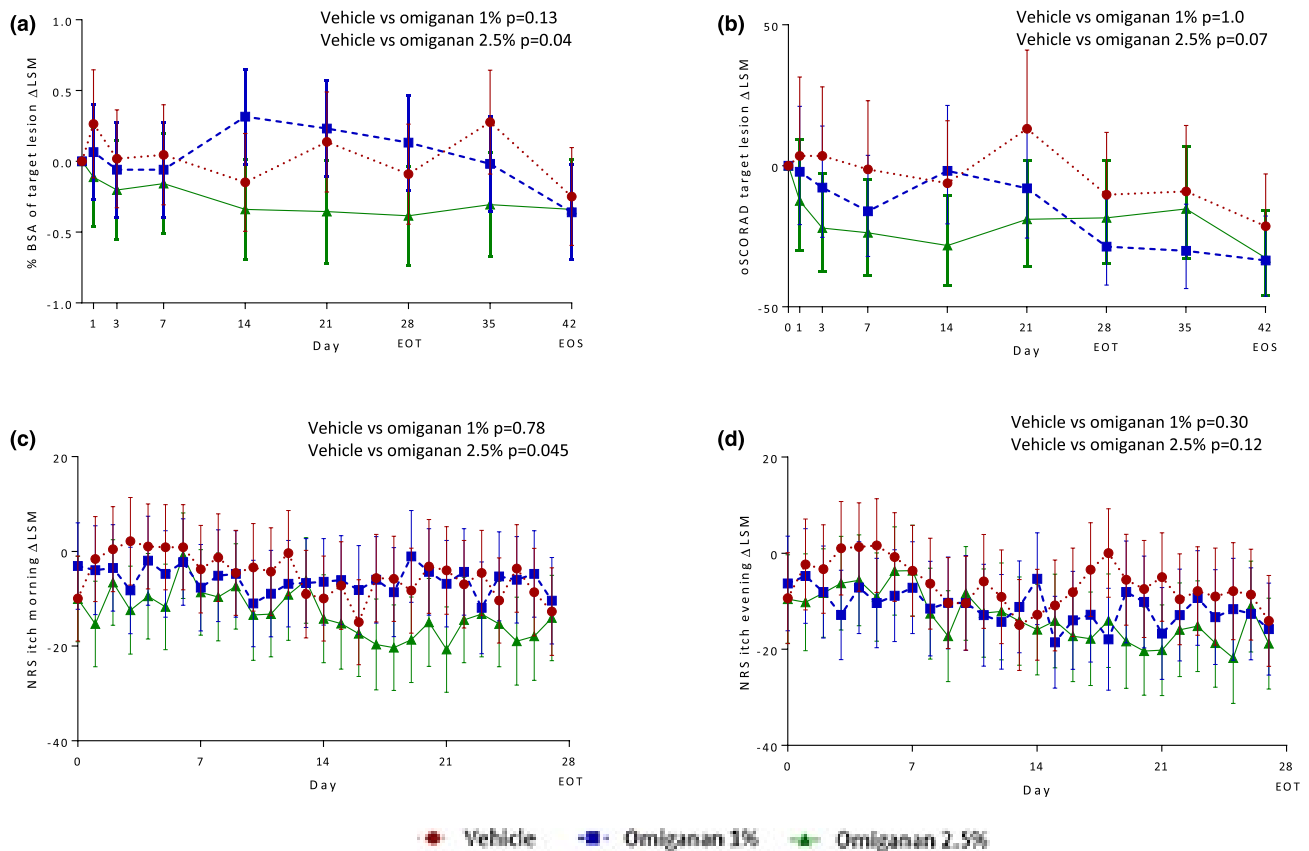 (a)
Vehicle vs omiganan 1% p=0.13
Vehicle vs omiganan 2.5% p=0.04
% BSA of target lesion ΔLSM
1.0
0.5
0.0
-0.5
-1.0
1 3 7 14 21 28 35 42
Day EOT EOS
(b)
Vehicle vs omiganan 1% p=1.0
Vehicle vs omiganan 2.5% p=0.07
oSCORAD target lesion ΔLSM
50
0
-50
0 1 3 7 14 21 28 35 42
Day EOT EOS
(c)
Vehicle vs omiganan 1% p=0.78
Vehicle vs omiganan 2.5% p=0.045
NRS itch morning ΔLSM
20
0
-20
-40
0 7 14 21 28
Day EOT
(d)
Vehicle vs omiganan 1% p=0.30
Vehicle vs omiganan 2.5% p=0.12
NRS itch evening ΔLSM
20
0
-20
-40
0 7 14 21 28
Day EOT
Vehicle Omiganan 1% Omiganan 2.5%